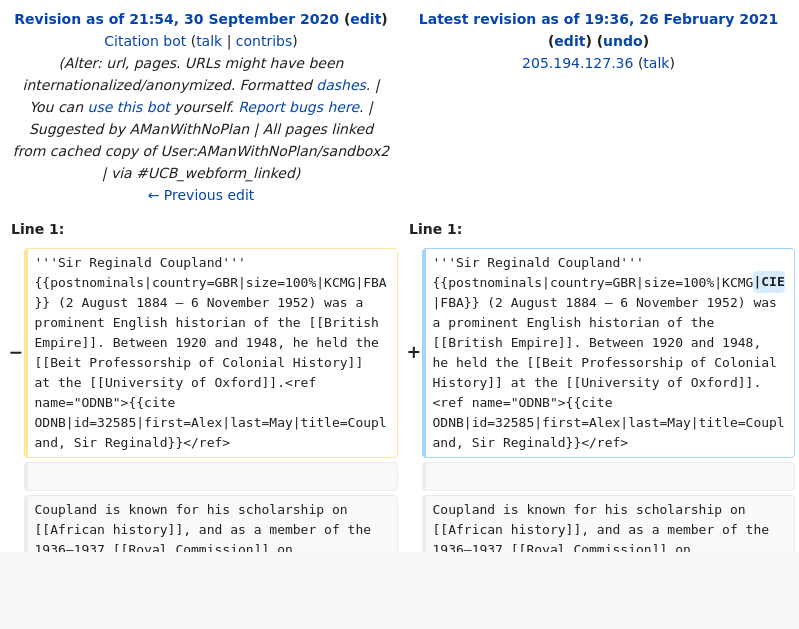 Revision as of 21:54, 30 September 2020 (edit)
Citation bot (talk | contribs)
(Alter: url, pages. URLs might have been
internationalized/anonymized. Formatted dashes. |
You can use this bot yourself. Report bugs here. |
Suggested by AManWithNoPlan | All pages linked
from cached copy of User:AManWithNoPlan/sandbox2
| via #UCB_webform_linked)
← Previous edit
Latest revision as of 19:36, 26 February 2021
(edit) (undo)
205.194.127.36 (talk)
Line 1:
Line 1:
−
'''Sir Reginald Coupland'''
{{postnominals|country=GBR|size=100%|KCMG|FBA
}} (2 August 1884 – 6 November 1952) was a
prominent English historian of the [[British
Empire]]. Between 1920 and 1948, he held the
[[Beit Professorship of Colonial History]]
at the [[University of Oxford]].<ref
name="ODNB">{{cite
ODNB|id=32585|first=Alex|last=May|title=Coupl
and, Sir Reginald}}</ref>
+
'''Sir Reginald Coupland'''
{{postnominals|country=GBR|size=100%|KCMG|CIE
|FBA}} (2 August 1884 – 6 November 1952) was
a prominent English historian of the
[[British Empire]]. Between 1920 and 1948,
he held the [[Beit Professorship of Colonial
History]] at the [[University of Oxford]].
<ref name="ODNB">{{cite
ODNB|id=32585|first=Alex|last=May|title=Coupl
and, Sir Reginald}}</ref>
Coupland is known for his scholarship on
[[African history]], and as a member of the
1936–1937 [[Royal Commission]] on
Coupland is known for his scholarship on
[[African history]], and as a member of the
1936–1937 [[Royal Commission]] on